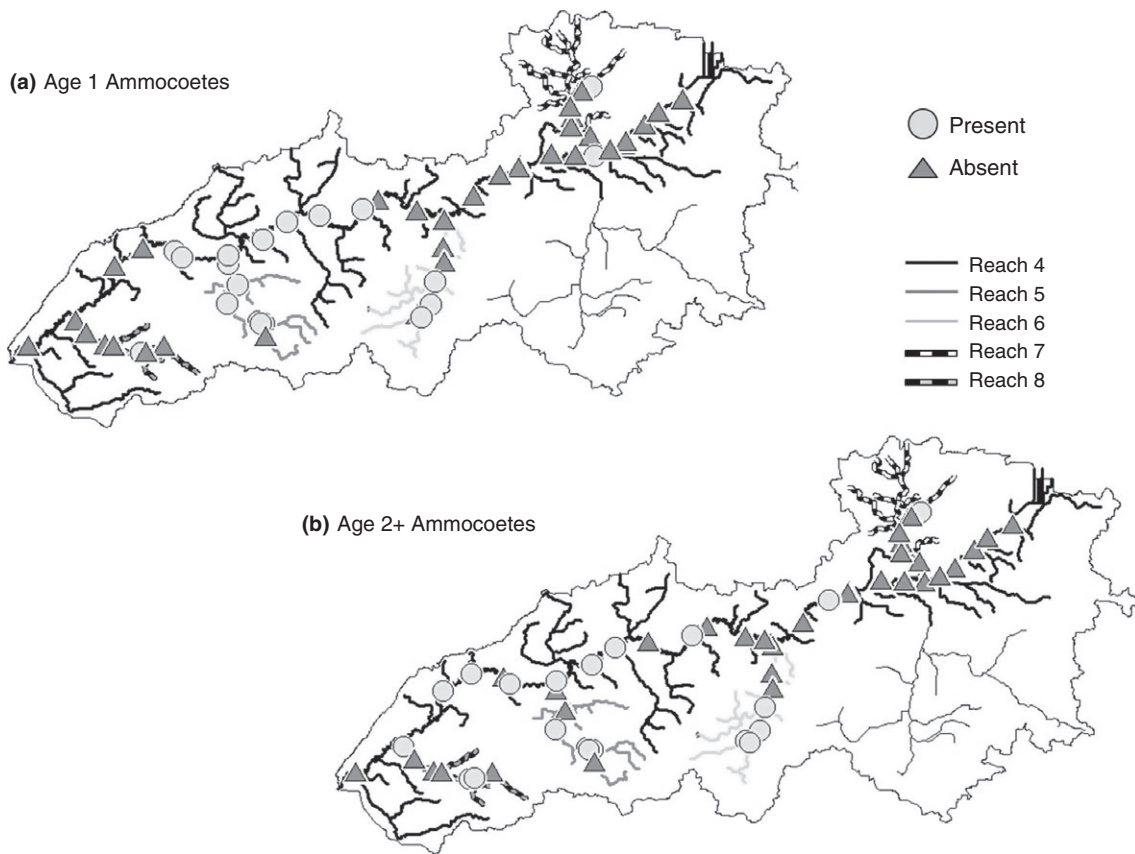 (a) Age 1 Ammocoetes
Present
Absent
Reach 4
Reach 5
Reach 6
Reach 7
Reach 8
(b) Age 2+ Ammocoetes